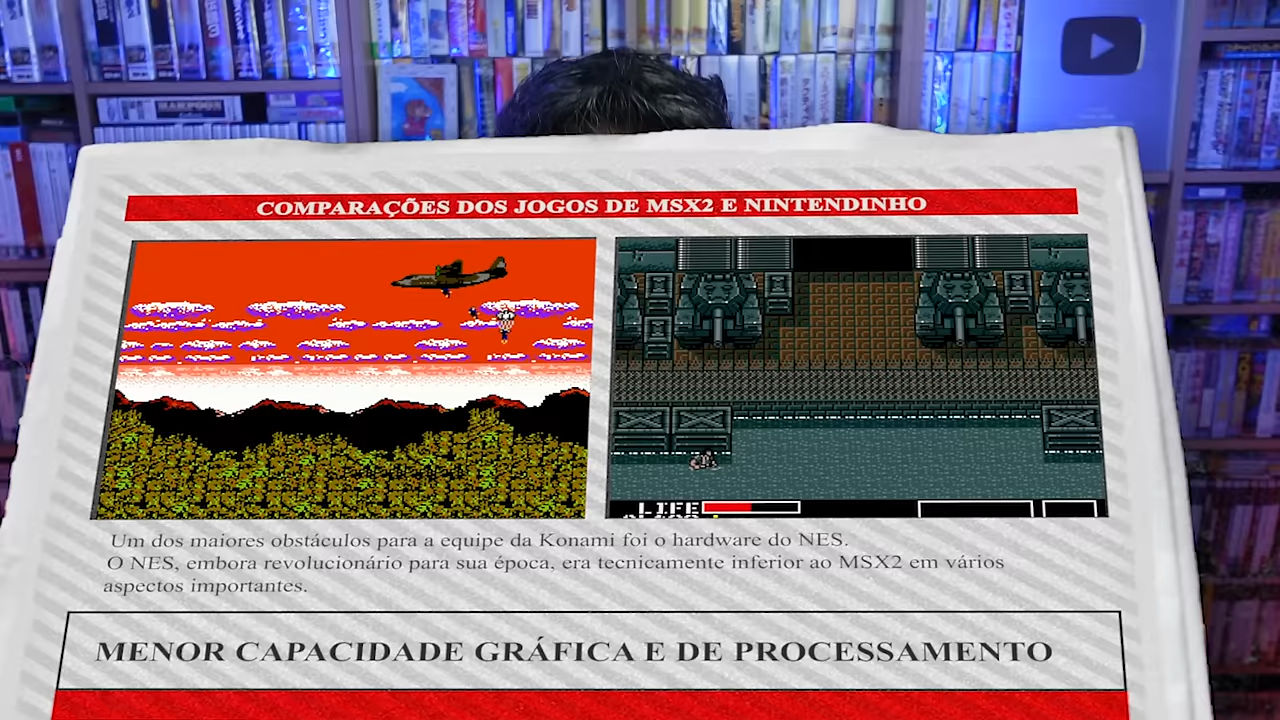 COMPARAÇÕES DOS JOGOS DE MSX2 E NINTENDINHO
LIFE
Um dos maiores obstáculos para a equipe da Konami foi o hardware do NES.
O NES, embora revolucionário para sua época, era tecnicamente inferior ao MSX2 em vários
aspectos importantes.
MENOR CAPACIDADE GRÁFICA E DE PROCESSAMENTO